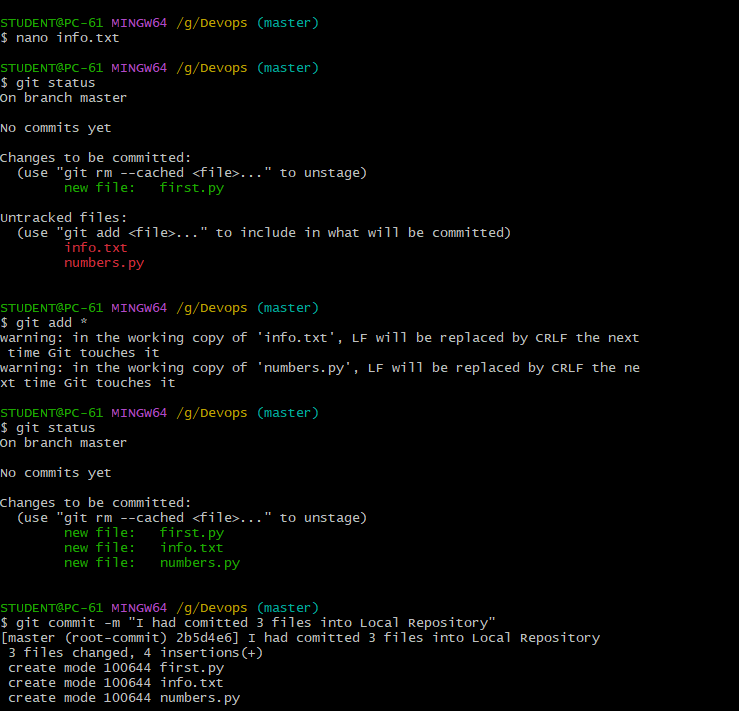 STUDENT@PC-61 MINGW64 /g/Devops (master)
$ nano info.txt
STUDENT@PC-61 MINGW64 /g/Devops (master)
$ git status
On branch master
No commits yet
Changes to be committed:
  (use "git rm --cached <file>..." to unstage)
        new file:   first.py
Untracked files:
  (use "git add <file>..." to include in what will be committed)
        info.txt
        numbers.py
STUDENT@PC-61 MINGW64 /g/Devops (master)
$ git add *
warning: in the working copy of 'info.txt', LF will be replaced by CRLF the next
 time Git touches it
warning: in the working copy of 'numbers.py', LF will be replaced by CRLF the ne
xt time Git touches it
STUDENT@PC-61 MINGW64 /g/Devops (master)
$ git status
On branch master
No commits yet
Changes to be committed:
  (use "git rm --cached <file>..." to unstage)
        new file:   first.py
        new file:   info.txt
        new file:   numbers.py
STUDENT@PC-61 MINGW64 /g/Devops (master)
$ git commit -m "I had comitted 3 files into Local Repository"
[master (root-commit) 2b5d4e6] I had comitted 3 files into Local Repository
 3 files changed, 4 insertions(+)
 create mode 100644 first.py
 create mode 100644 info.txt
 create mode 100644 numbers.py